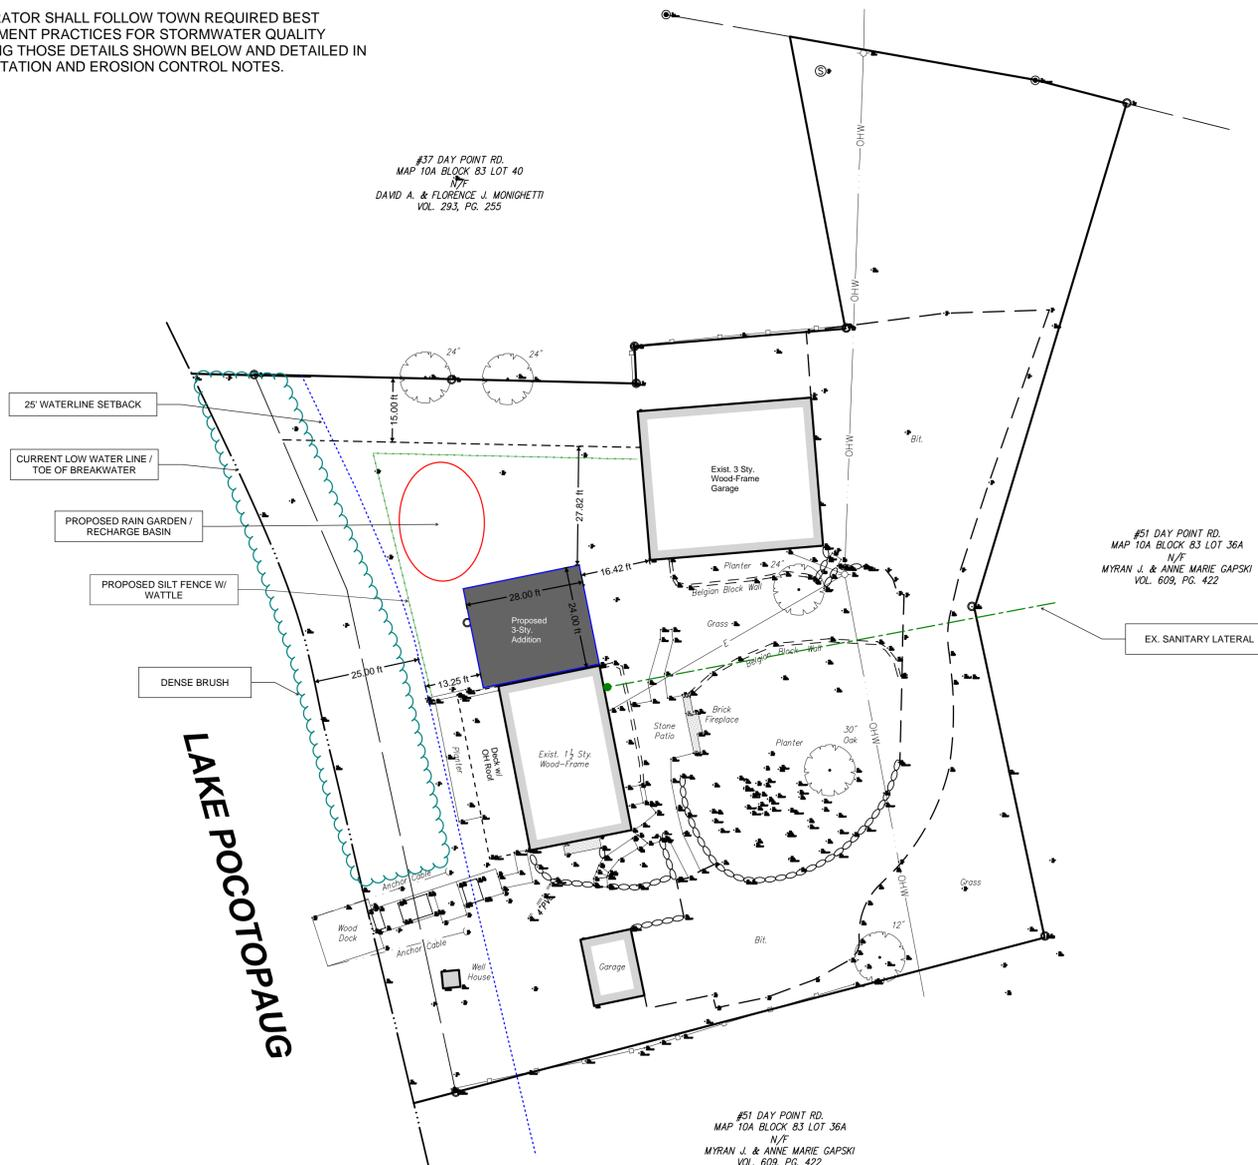 RATOR SHALL FOLLOW TOWN REQUIRED BEST
MENT PRACTICES FOR STORMWATER QUALITY
NG THOSE DETAILS SHOWN BELOW AND DETAILED IN
TATION AND EROSION CONTROL NOTES.
S
OHW
#37 DAY POINT RD.
MAP 10A BLOCK 83 LOT 40
N/F
DAVID A. & FLORENCE J. MONIGHETTI
VOL. 293, PG. 255
OHW
24"
24"
25' WATERLINE SETBACK
15.00 ft
OHW
Bit.
CURRENT LOW WATER LINE /
TOE OF BREAKWATER
Exist. 3 Sty.
Wood-Frame
Garage
27.82 ft
PROPOSED RAIN GARDEN /
RECHARGE BASIN
#51 DAY POINT RD.
MAP 10A BLOCK 83 LOT 36A
N/F
MYRAN J. & ANNE MARIE GAPSKI
VOL. 609, PG. 422
16.42 ft
Planter
24"
Belgian Block Wall
PROPOSED SILT FENCE W/
WATTLE
28.00 ft
24.00 ft
Proposed
3-Sty.
Addition
Grass
E
EX. SANITARY LATERAL
Belgian Block Wall
25.00 ft
13.25 ft
DENSE BRUSH
Brick
Fireplace
Stone
Patio
30"
Oak
OHW
Planter
Planter
Deck w/
OH Roof
Exist. 1½ Sty.
Wood-Frame
LAKE POCOTOPAUG
Anchor Cable
OHW
Grass
Wood
Dock
Anchor Cable
12"
Bit.
Well
House
Garage
#51 DAY POINT RD.
MAP 10A BLOCK 83 LOT 36A
N/F
MYRAN J. & ANNE MARIE GAPSKI
VOL. 609, PG. 422